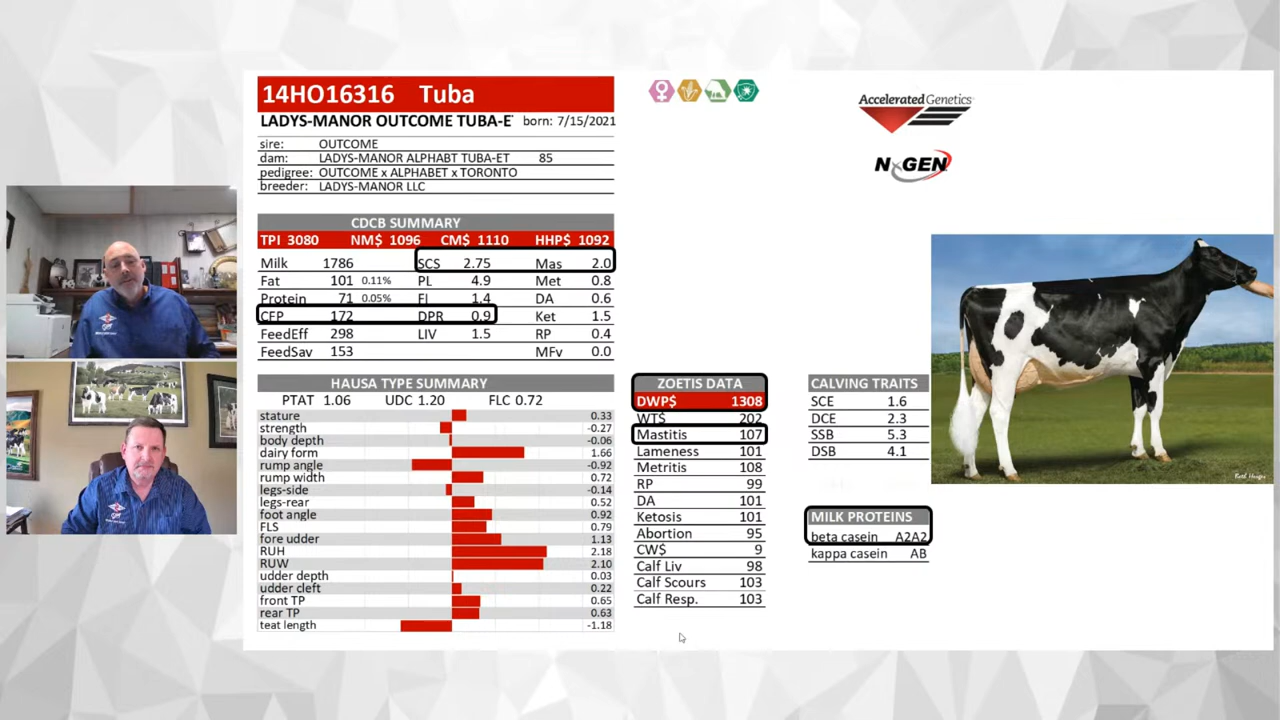 14HO16316 Tuba
LADYS-MANOR OUTCOME TUBA-E born: 7/15/2021
sire: OUTCOME
dam: LADYS-MANOR ALPHABT TUBA-ET 85
pedigree: OUTCOME x ALPHABET x TORONTO
breeder: LADYS-MANOR LLC
CDCB SUMMARY
TPI 3080 NM$ 1096 CM$ 1110 HHP$ 1092
Milk 1786 SCS 2.75 Mas 2.0
Fat 101 0.11% PL 4.9 Met 0.8
Protein 71 0.05% FI 1.4 DA 0.6
CFP 172 DPR 0.9 Ket 1.5
FeedEff 298 LIV 1.5 RP 0.4
FeedSav 153 MFv 0.0
HAUSA TYPE SUMMARY
PTAT 1.06 UDC 1.20 FLC 0.72
stature 0.33
strength -0.27
body depth -0.06
dairy form 1.66
rump angle -0.92
rump width 0.72
legs-side -0.14
legs-rear 0.52
foot angle 0.92
FLS 0.79
fore udder 1.13
RUH 2.18
RUW 2.10
udder depth 0.03
udder cleft 0.22
front TP 0.65
rear TP 0.63
teat length -1.18
ZOETIS DATA
DWP$ 1308
WT$ 202
Mastitis 107
Lameness 101
Metritis 108
RP 99
DA 101
Ketosis 101
Abortion 95
CW$ 9
Calf Liv 98
Calf Scours 103
Calf Resp. 103
Accelerated Genetics
NxGEN
CALVING TRAITS
SCE 1.6
DCE 2.3
SSB 5.3
DSB 4.1
MILK PROTEINS
beta casein A2A2
kappa casein AB